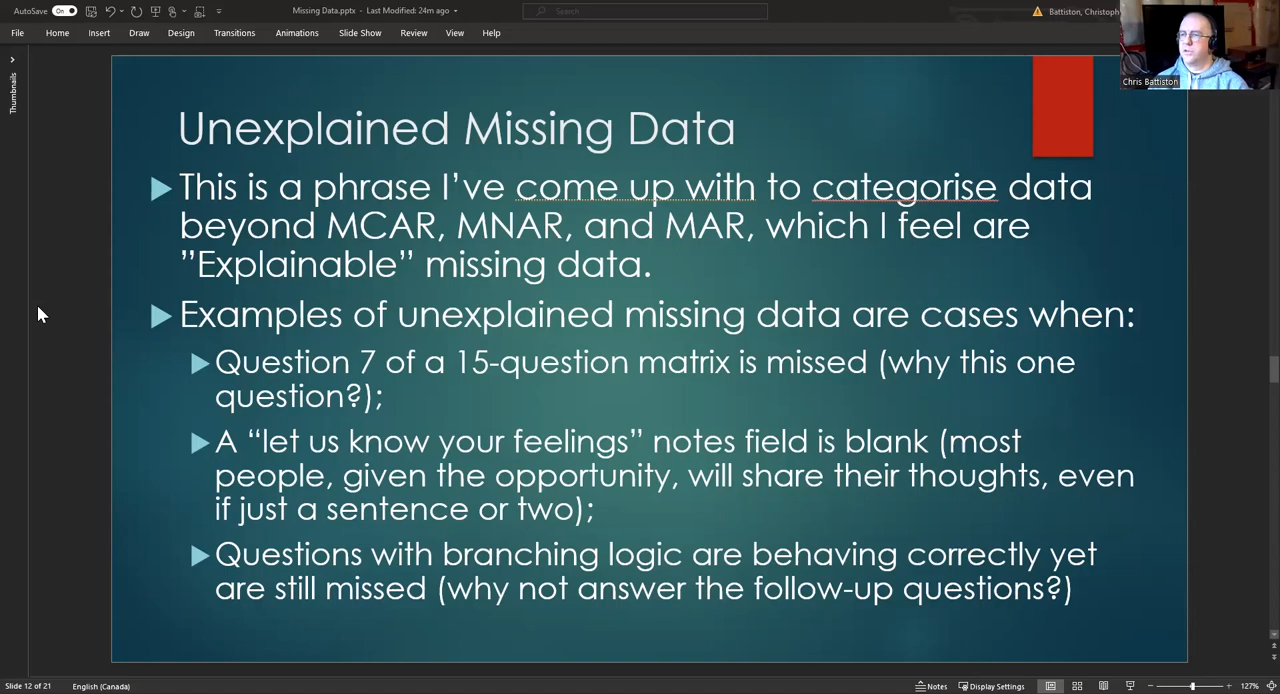 AutoSave On Missing Data.pptx - Last Modified: 24m ago Search Battiston, Christoph
File Home Insert Draw Design Transitions Animations Slide Show Review View Help
Chris Battiston
Thumbnails
Unexplained Missing Data
This is a phrase I've come up with to categorise data
beyond MCAR, MNAR, and MAR, which I feel are
”Explainable” missing data.
Examples of unexplained missing data are cases when:
Question 7 of a 15-question matrix is missed (why this one
question?);
A “let us know your feelings” notes field is blank (most
people, given the opportunity, will share their thoughts, even
if just a sentence or two);
Questions with branching logic are behaving correctly yet
are still missed (why not answer the follow-up questions?)
Slide 12 of 21 English (Canada) Notes Display Settings 127%